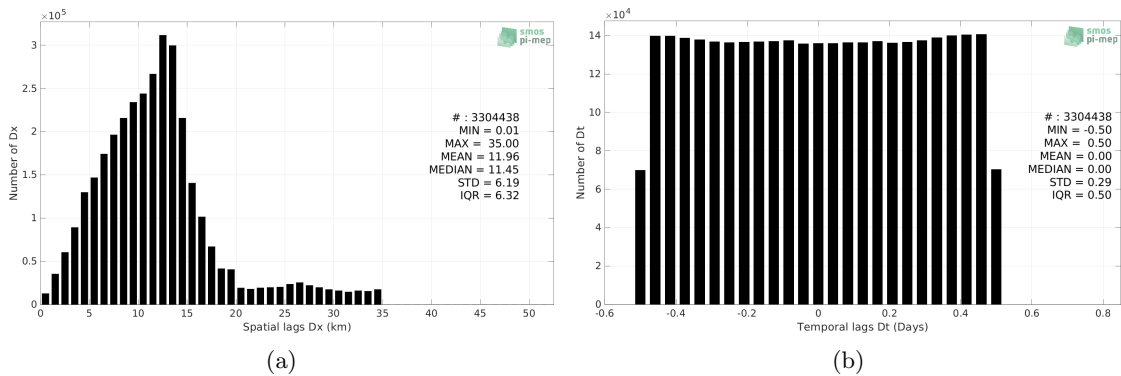 ×10⁵
3
2.5
2
1.5
1
0.5
0
Number of Dx
0 5 10 15 20 25 30 35 40 45 50
Spatial lags Dx (km)
smos
pi-mep
# : 3304438
MIN = 0.01
MAX = 35.00
MEAN = 11.96
MEDIAN = 11.45
STD = 6.19
IQR = 6.32
(a)
×10⁴
14
12
10
8
6
4
2
0
Number of Dt
-0.6 -0.4 -0.2 0 0.2 0.4 0.6 0.8
Temporal lags Dt (Days)
smos
pi-mep
# : 3304438
MIN = -0.50
MAX = 0.50
MEAN = 0.00
MEDIAN = 0.00
STD = 0.29
IQR = 0.50
(b)